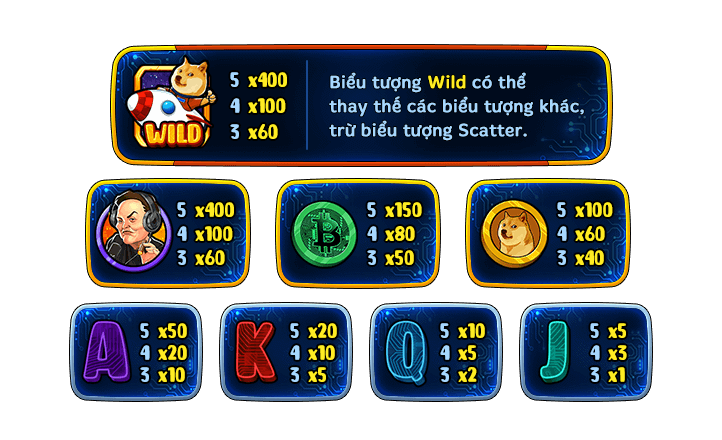 WILD
5 x400
4 x100
3 x60
Biểu tượng Wild có thể
thay thế các biểu tượng khác,
trừ biểu tượng Scatter.
5 x400
4 x100
3 x60
B
5 x150
4 x80
3 x50
5 x100
4 x60
3 x40
A
5 x50
4 x20
3 x10
K
5 x20
4 x10
3 x5
Q
5 x10
4 x5
3 x2
J
5 x5
4 x3
3 x1